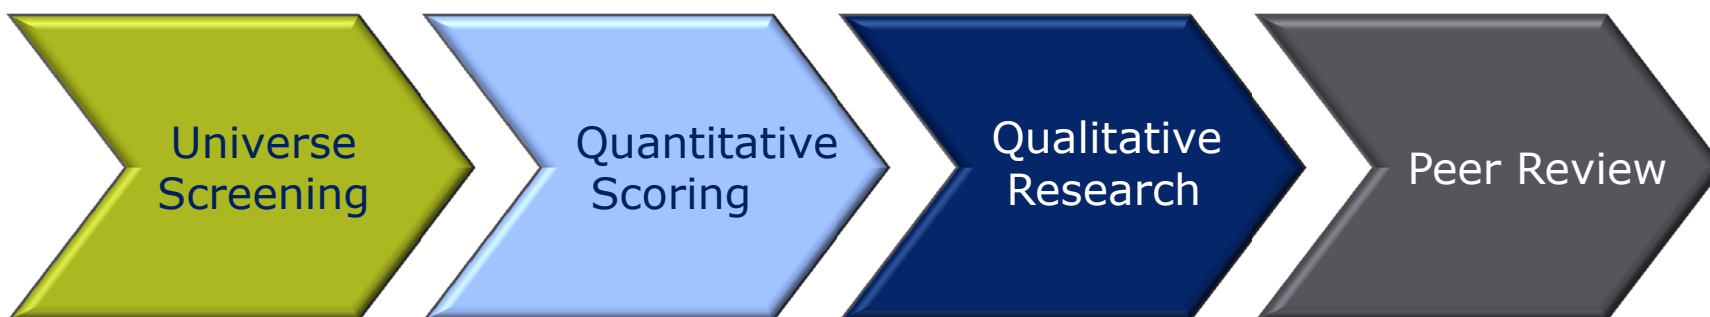 Universe
Screening
Quantitative
Scoring
Qualitative
Research
Peer Review